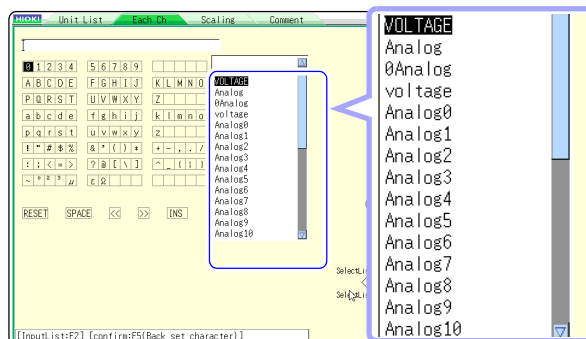 HIOKI Unit List Each Ch Scaling Comment
0 1 2 3 4 5 6 7 8 9
A B C D E F G H I J K L M N O
P Q R S T U V W X Y Z
a b c d e f g h i j k l m n o
p q r s t u v w x y z
! " # $ % & ' ( ) * + - , . /
: ; < = > ? @ [ \ ] ^ _ { | }
~ ° ² ³ μ ε Ω
RESET SPACE << >> INS
VOLTAGE
Analog
0Analog
voltage
Analog0
Analog1
Analog2
Analog3
Analog4
Analog5
Analog6
Analog7
Analog8
Analog9
Analog10
[[InputList:F2] [confirm:F5(Back set character)]
VOLTAGE
Analog
0Analog
voltage
Analog0
Analog1
Analog2
Analog3
Analog4
Analog5
Analog6
Analog7
Analog8
Analog9
Analog10